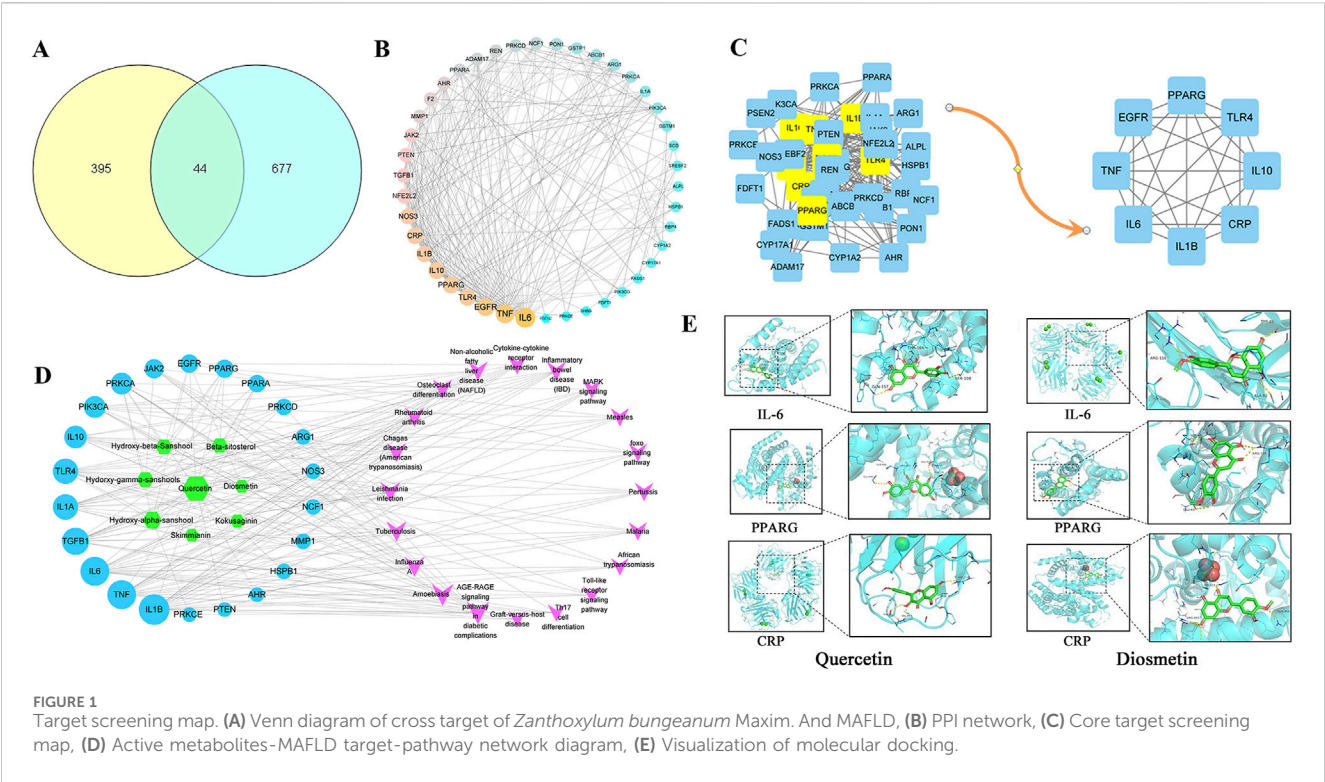 A
395
44
677
B
REN
PRKCD
NCF1
PON1
GSTP1
ABCB1
ARG1
PRKCA
IL1A
PIK3CA
GSTM1
SCD
SREBF2
ALPL
HSPB1
RBP4
CYP1A2
CYP17A1
FADS1
PIK3CG
FDFT1
PRKCE
IL6
TNF
EGFR
TLR4
PPARG
IL10
IL1B
CRP
NOS3
NFE2L2
TGFB1
PTEN
JAK2
MMP1
F2
AHR
PPARA
ADAM17
C
PPARA
PRKCA
K3CA
PSEN2
IL1B
ARG1
PTEN
NFE2L2
ALPL
PRKCE
NOS3
EBF2
REN
TLR4
HSPB1
FDFT1
CRP
G
PPARG
ABCB
PRKCD
B1
RBF
NCF1
FADS1
GSTM1
PON1
CYP17A1
CYP1A2
AHR
ADAM17
PPARG
EGFR
TLR4
TNF
IL10
IL6
CRP
IL1B
D
EGFR
JAK2
PPARG
PRKCA
PPARA
PIK3CA
PRKCD
IL10
ARG1
TLR4
NOS3
IL1A
NCF1
TGFB1
MMP1
IL6
HSPB1
TNF
AHR
IL1B
PTEN
PRKCE
Hydroxy-beta-Sanshool
Beta-sitosterol
Hydorxy-gamma-sanshools
Quercetin
Diosmetin
Hydroxy-alpha-sanshool
Kokusaginin
Skimmianin
Non-alcoholic
fatty
liver
disease
(NAFLD)
Cytokine-cytokine
receptor
interaction
Inflammatory
bowel
disease (IBD)
MAPK
signaling pathway
Measles
foxo
signaling
pathway
Pertussis
Malaria
African
trypanosomiasis
Toll-like
receptor
signaling
pathway
Th17
cell
differentiation
Graft-versus-host
disease
AGE-RAGE
signaling
pathway
in
diabetic
complications
Amoebiasis
Influenza
A
Tuberculosis
Leishmania
infection
Chagas
disease
(American
trypanosomiasis)
Rheumatoid
arthritis
Osteoclast
differentiation
E
IL-6
IL-6
PPARG
PPARG
CRP
CRP
Quercetin
Diosmetin
FIGURE 1
Target screening map. (A) Venn diagram of cross target of Zanthoxylum bungeanum Maxim. And MAFLD, (B) PPI network, (C) Core target screening
map, (D) Active metabolites-MAFLD target-pathway network diagram, (E) Visualization of molecular docking.